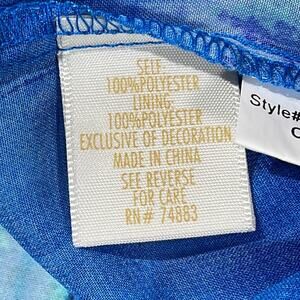 SELF:
100%POLYESTER
LINING:
100%POLYESTER
EXCLUSIVE OF DECORATION
MADE IN CHINA
SEE REVERSE
FOR CARE
RN# 74883
Style#